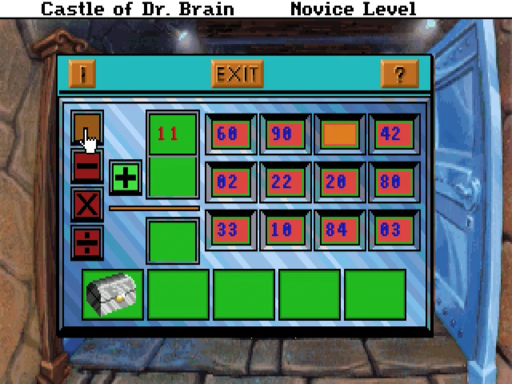 Castle of Dr. Brain Novice Level
! EXIT ?
11 60 90 42
− + 02 22 20 80
×
÷ 33 10 84 03